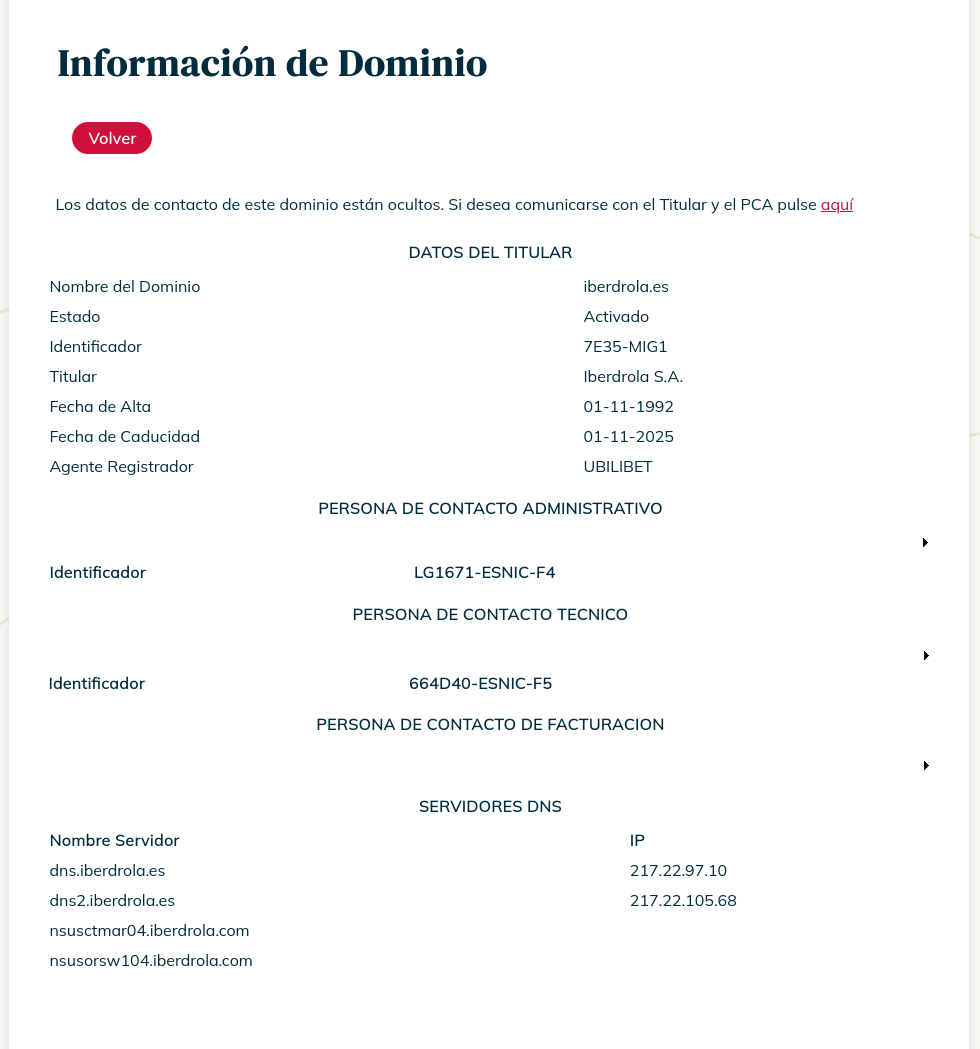 Información de Dominio
Volver
Los datos de contacto de este dominio están ocultos. Si desea comunicarse con el Titular y el PCA pulse aquí
DATOS DEL TITULAR
Nombre del Dominio iberdrola.es
Estado Activado
Identificador 7E35-MIG1
Titular Iberdrola S.A.
Fecha de Alta 01-11-1992
Fecha de Caducidad 01-11-2025
Agente Registrador UBILIBET
PERSONA DE CONTACTO ADMINISTRATIVO
Identificador LG1671-ESNIC-F4
PERSONA DE CONTACTO TECNICO
Identificador 664D40-ESNIC-F5
PERSONA DE CONTACTO DE FACTURACION
SERVIDORES DNS
Nombre Servidor IP
dns.iberdrola.es 217.22.97.10
dns2.iberdrola.es 217.22.105.68
nsusctmar04.iberdrola.com
nsusorsw104.iberdrola.com